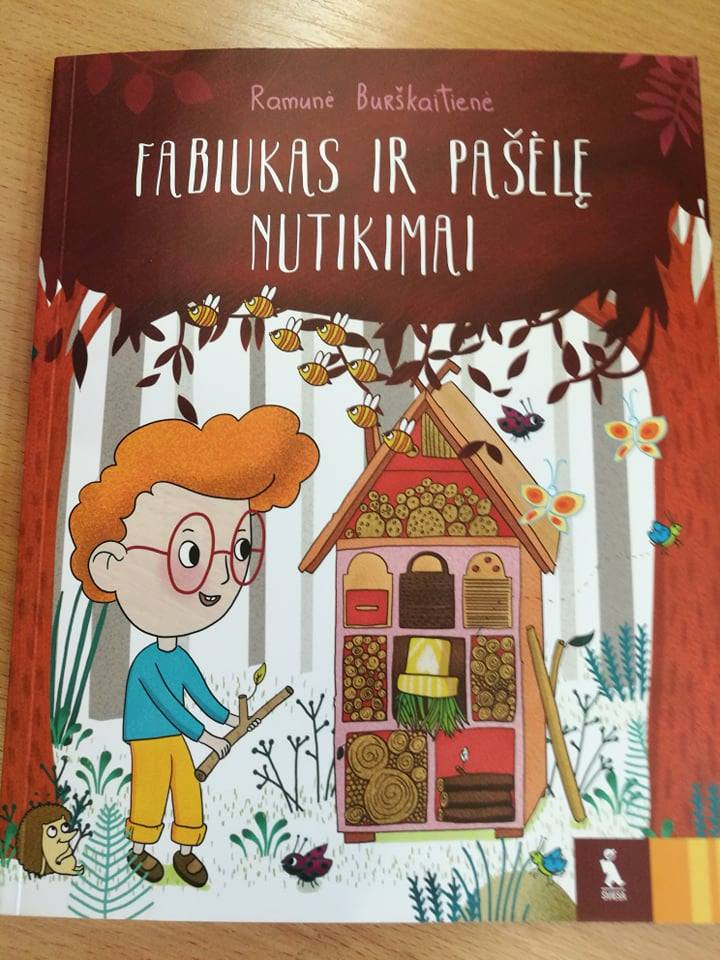 Ramunė Burškaitienė
FABIUKAS IR PAŠĖLĘ
NUTIKIMAI